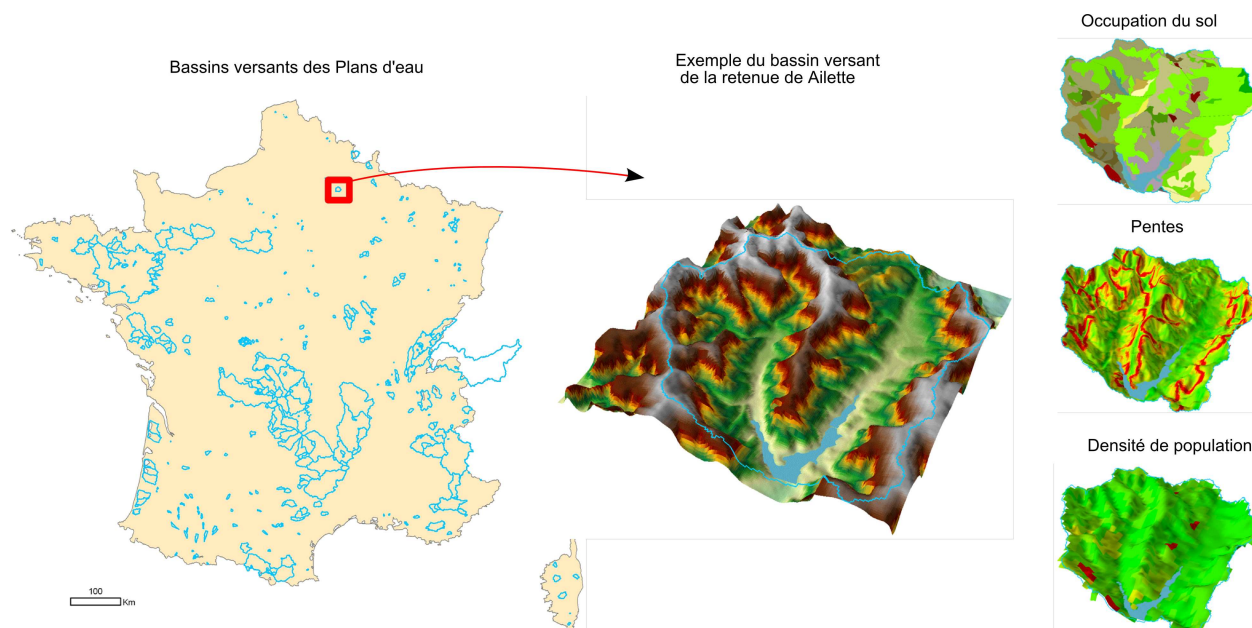 Bassins versants des Plans d'eau
Exemple du bassin versant
de la retenue de Ailette
Occupation du sol
Pentes
Densité de population
100
Km